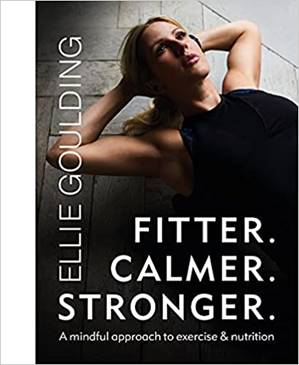 ELLIE GOULDING
FITTER.
CALMER.
STRONGER.
A mindful approach to exercise & nutrition